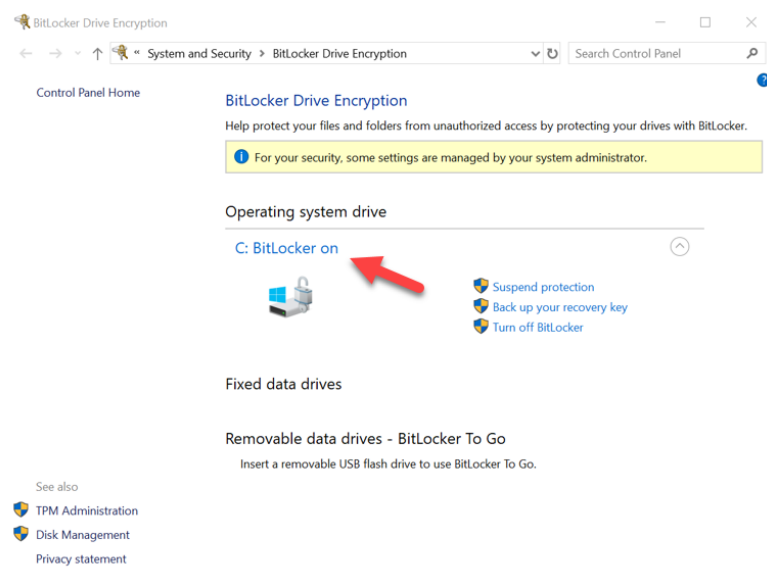 BitLocker Drive Encryption
« System and Security > BitLocker Drive Encryption
Search Control Panel
Control Panel Home
BitLocker Drive Encryption
Help protect your files and folders from unauthorized access by protecting your drives with BitLocker.
For your security, some settings are managed by your system administrator.
Operating system drive
C: BitLocker on
Suspend protection
Back up your recovery key
Turn off BitLocker
Fixed data drives
Removable data drives - BitLocker To Go
Insert a removable USB flash drive to use BitLocker To Go.
See also
TPM Administration
Disk Management
Privacy statement